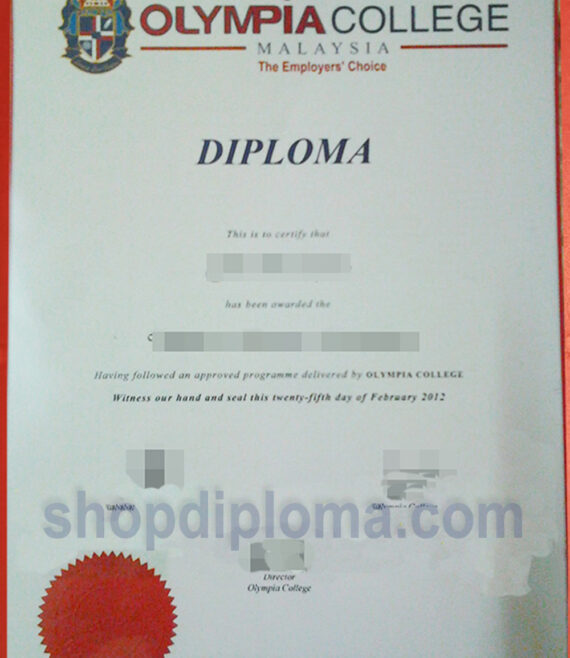 OLYMPIA COLLEGE
MALAYSIA
The Employers' Choice
DIPLOMA
This is to certify that
has been awarded the
Having followed an approved programme delivered by OLYMPIA COLLEGE
Witness our hand and seal this twenty-fifth day of February 2012
Olympia College
shopdiploma.com
Director
Olympia College